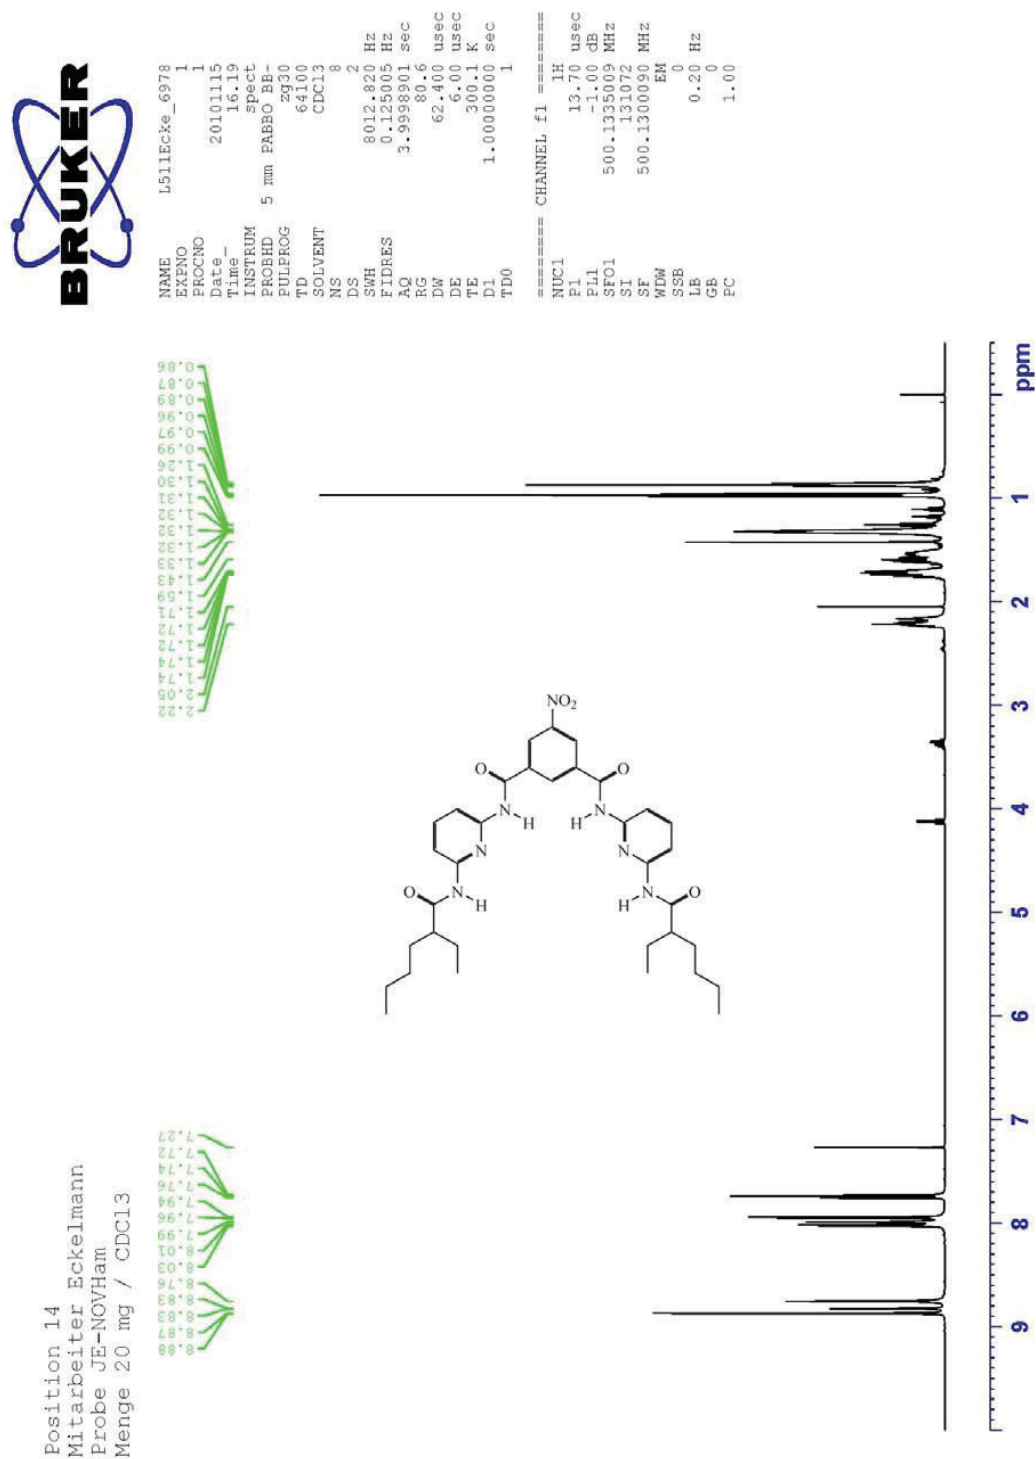 Position 14
Mitarbeiter Eckelmann
Probe JE-NOVHam
Menge 20 mg / CDCl3
BRUKER
NAME L511Ecke_6978
EXPNO 1
PROCNO 1
Date_ 20101115
Time_ 16.19
INSTRUM spect
PROBHD 5 mm PABBO BB-
PULPROG zg30
TD 64100
SOLVENT CDCl3
NS 8
DS 2
SWH 8012.820 Hz
FIDRES 0.125005 Hz
AQ 3.9998901 sec
RG 80.6
DW 62.400 usec
DE 6.00 usec
TE 300.1 K
D1 1.00000000 sec
TD0 1
======== CHANNEL f1 ========
NUC1 1H
P1 13.70 usec
PL1 -1.00 dB
SFO1 500.1335009 MHz
SI 131072
SF 500.1300090 MHz
WDW EM
SSB 0
LB 0.20 Hz
GB 0
PC 1.00
8.88
8.87
8.83
8.83
8.76
8.03
8.01
7.99
7.96
7.94
7.76
7.74
7.72
7.27
2.22
2.05
1.74
1.74
1.72
1.72
1.71
1.59
1.43
1.33
1.32
1.32
1.32
1.31
1.30
1.26
0.99
0.97
0.96
0.89
0.87
0.86
NO2
O
O
N
N
H
H
N
N
O
N
H
H
N
O
9 8 7 6 5 4 3 2 1 ppm